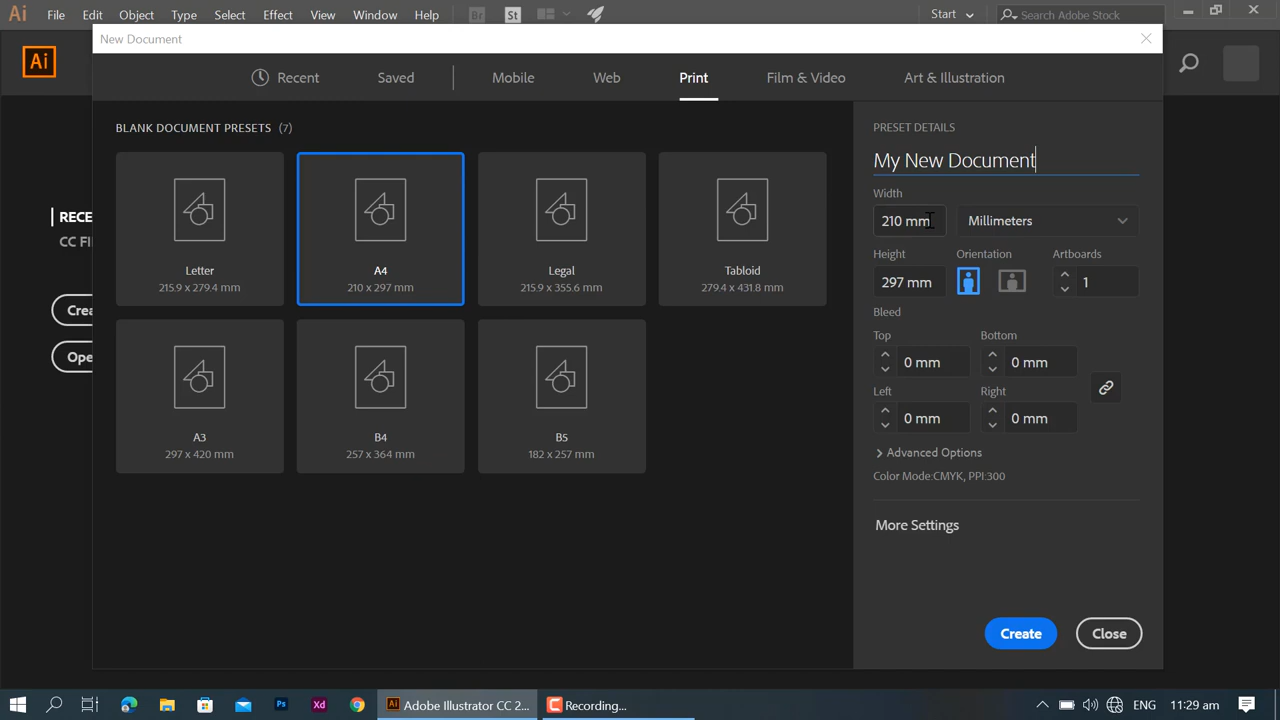 Ai File Edit Object Type Select Effect View Window Help Br St Start Search Adobe Stock
New Document
Ai
Recent Saved Mobile Web Print Film & Video Art & Illustration
BLANK DOCUMENT PRESETS (7)
Letter
215.9 x 279.4 mm
A4
210 x 297 mm
Legal
215.9 x 355.6 mm
Tabloid
279.4 x 431.8 mm
A3
297 x 420 mm
B4
257 x 364 mm
B5
182 x 257 mm
RECE
CC FI
Crea
Ope
PRESET DETAILS
My New Document
Width
210 mm Millimeters
Height Orientation Artboards
297 mm 1
Bleed
Top Bottom
0 mm 0 mm
Left Right
0 mm 0 mm
Advanced Options
Color Mode:CMYK, PPI:300
More Settings
Create Close
Ps Xd Ai Adobe Illustrator CC 2... Recording... ENG 11:29 am